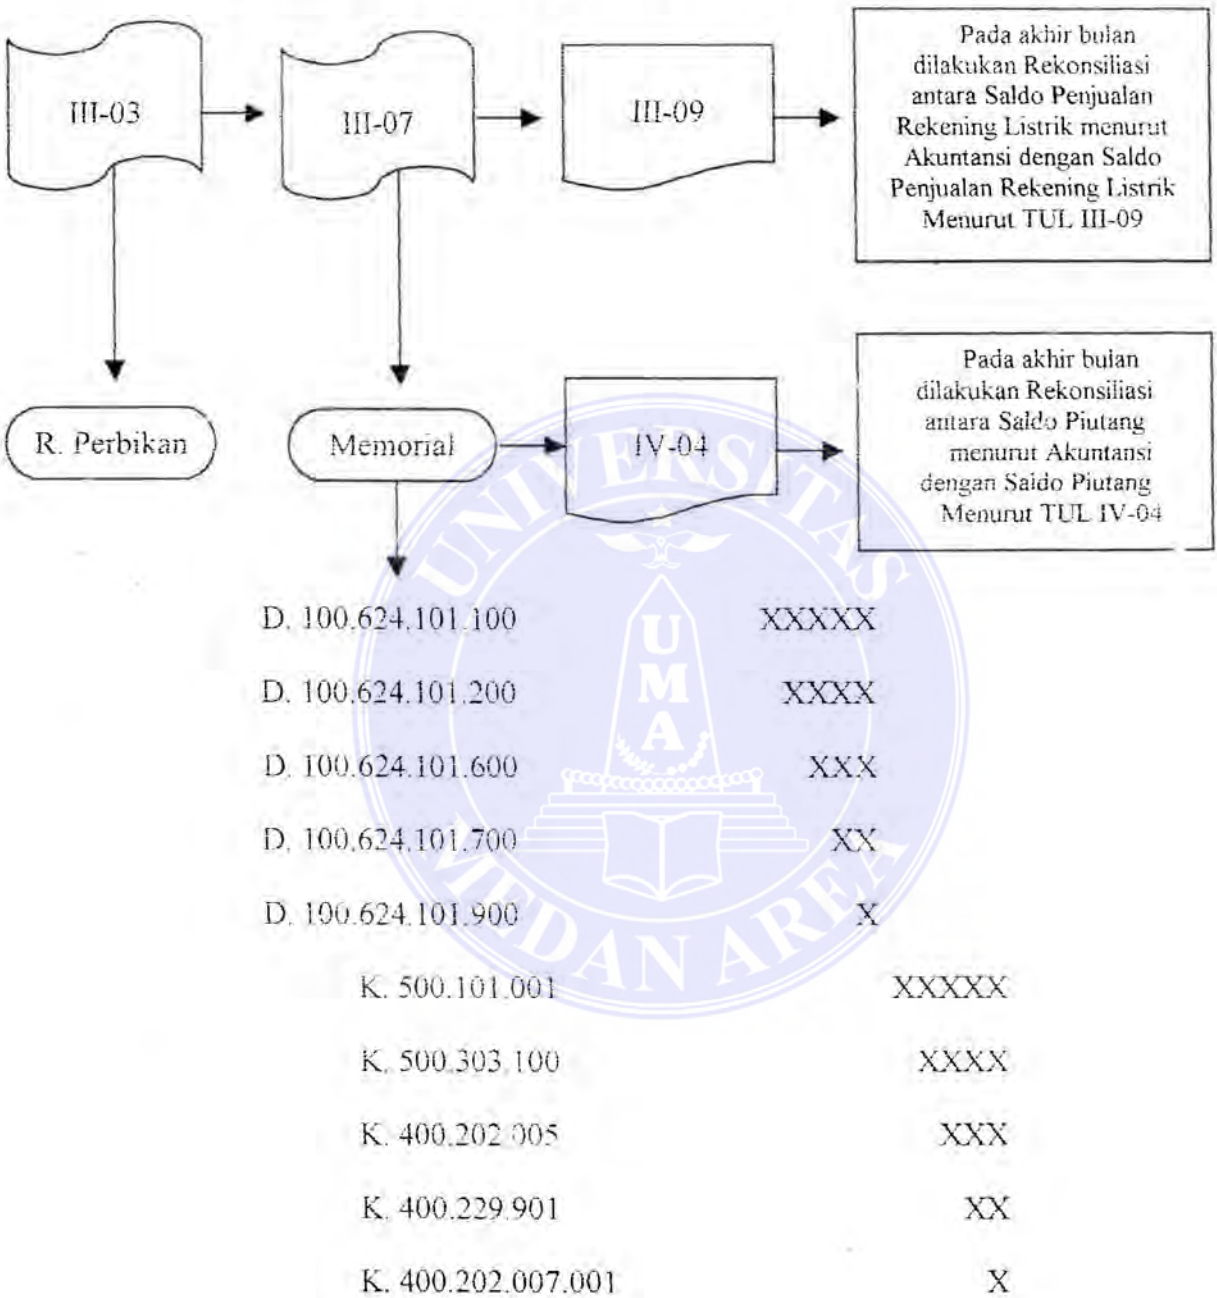 III-03
III-07
III-09
Pada akhir bulan
dilakukan Rekonsiliasi
antara Saldo Penjualan
Rekening Listrik menurut
Akuntansi dengan Saldo
Penjualan Rekening Listrik
Menurut TUL III-09
R. Perbikan
Memorial
IV-04
Pada akhir bulan
dilakukan Rekonsiliasi
antara Saldo Piutang
menurut Akuntansi
dengan Saldo Piutang
Menurut TUL IV-04
UNIVERSITAS
UMA
MEDAN AREA
D. 100.624.101.100 XXXXX
D. 100.624.101.200 XXXX
D. 100.624.101.600 XXX
D. 100.624.101.700 XX
D. 100.624.101.900 X
K. 500.101.001 XXXXX
K. 500.303.100 XXXX
K. 400.202.005 XXX
K. 400.229.901 XX
K. 400.202.007.001 X